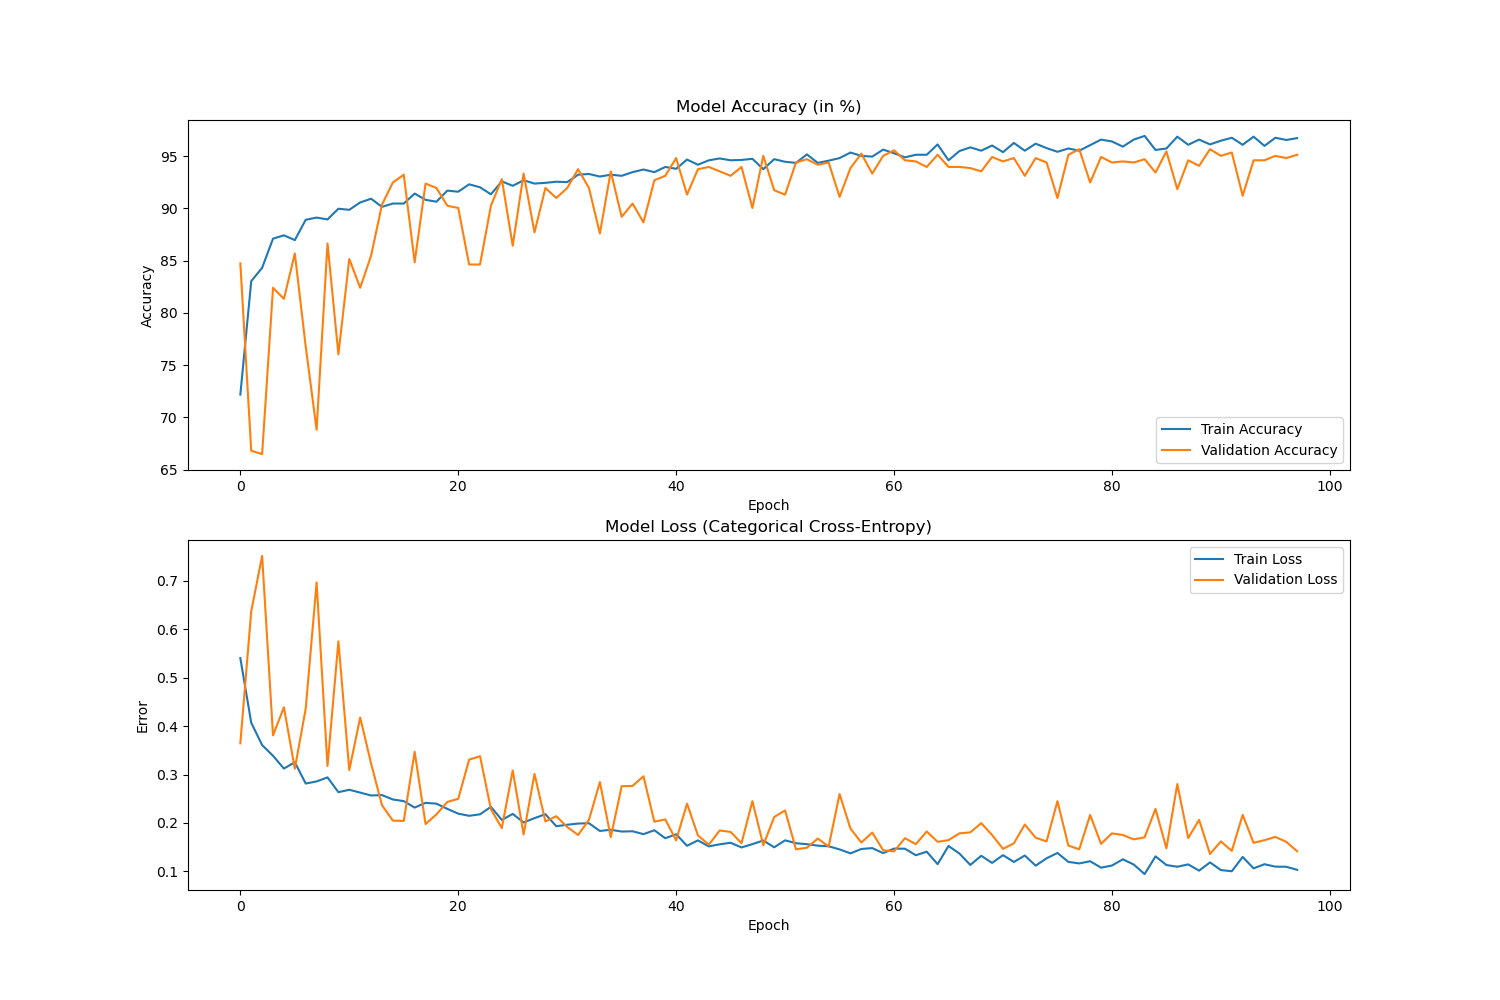 Model Accuracy (in %)
Accuracy
95
90
85
80
75
70
65
Train Accuracy
Validation Accuracy
0 20 40 60 80 100
Epoch
Model Loss (Categorical Cross-Entropy)
Error
0.7
0.6
0.5
0.4
0.3
0.2
0.1
Train Loss
Validation Loss
0 20 40 60 80 100
Epoch